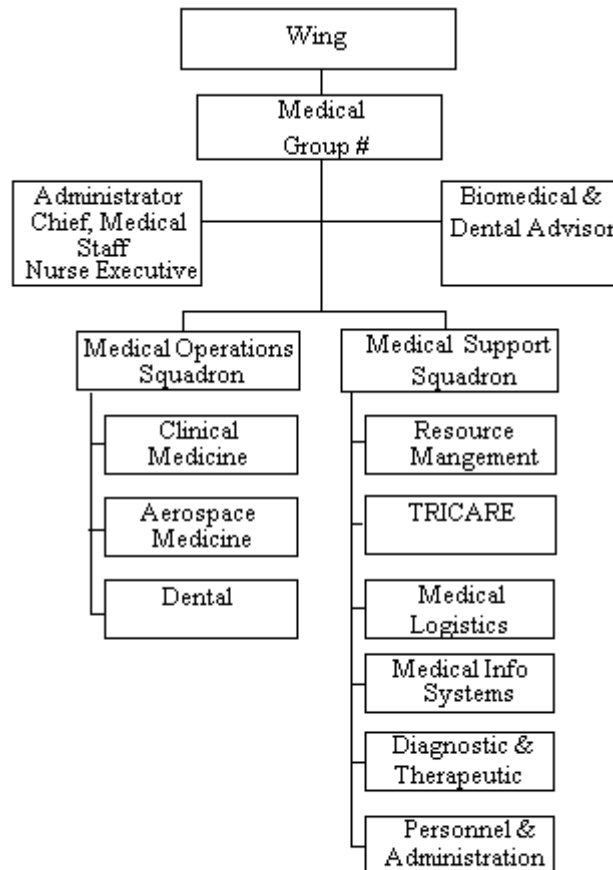 Wing
Medical
Group #
Administrator
Chief, Medical
Staff
Nurse Executive
Biomedical &
Dental Advisor
Medical Operations
Squadron
Clinical
Medicine
Aerospace
Medicine
Dental
Medical Support
Squadron
Resource
Mangement
TRICARE
Medical
Logistics
Medical Info
Systems
Diagnostic &
Therapeutic
Personnel &
Administration